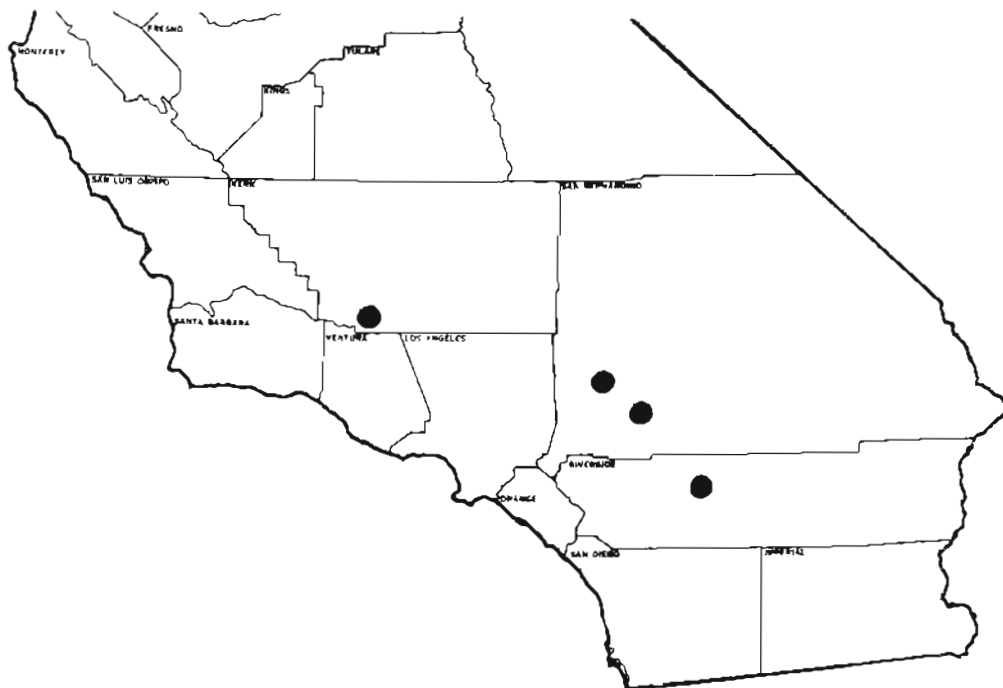 FRESNO
MONTEREY
TULARE
KINGS
SAN LUIS OBISPO
KERN
SAN BERNARDINO
SANTA BARBARA
VENTURA
LOS ANGELES
RIVERSIDE
ORANGE
SAN DIEGO
IMPERIAL